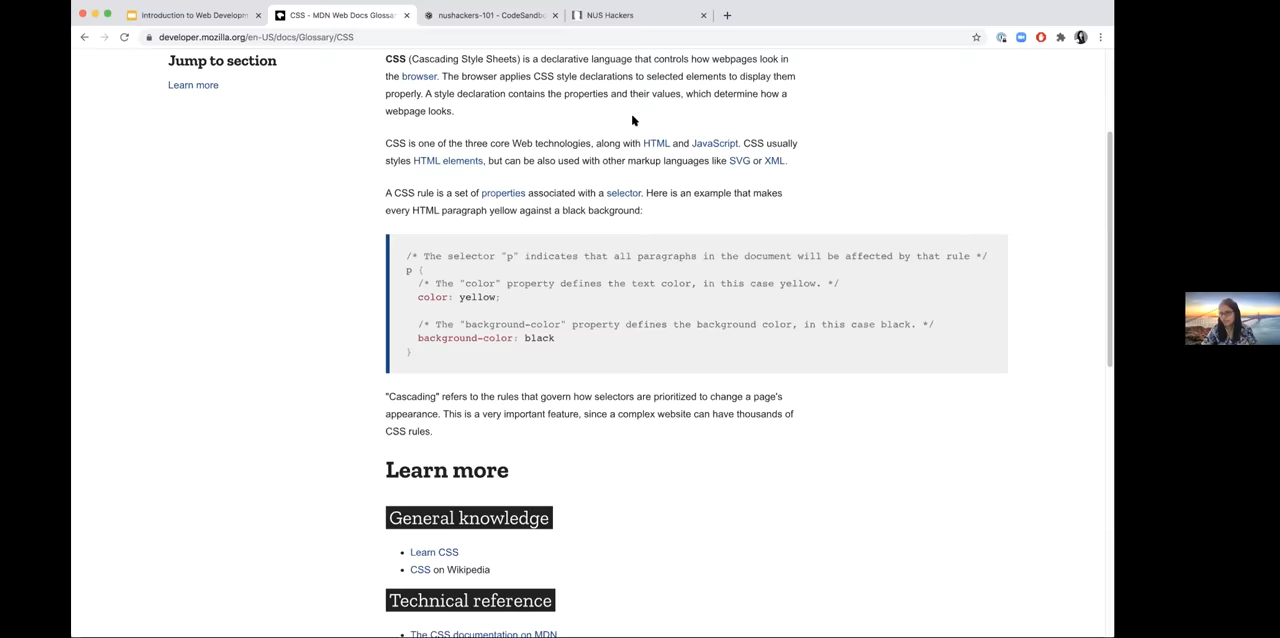 Introduction to Web Developm
CSS - MDN Web Docs Glossar
nushackers-101 - CodeSandbo
NUS Hackers
developer.mozilla.org/en-US/docs/Glossary/CSS
Jump to section
Learn more
CSS (Cascading Style Sheets) is a declarative language that controls how webpages look in
the browser. The browser applies CSS style declarations to selected elements to display them
properly. A style declaration contains the properties and their values, which determine how a
webpage looks.
CSS is one of the three core Web technologies, along with HTML and JavaScript. CSS usually
styles HTML elements, but can be also used with other markup languages like SVG or XML.
A CSS rule is a set of properties associated with a selector. Here is an example that makes
every HTML paragraph yellow against a black background:
/* The selector "p" indicates that all paragraphs in the document will be affected by that rule */
p {
/* The "color" property defines the text color, in this case yellow. */
color: yellow;
/* The "background-color" property defines the background color, in this case black. */
background-color: black
}
"Cascading" refers to the rules that govern how selectors are prioritized to change a page's
appearance. This is a very important feature, since a complex website can have thousands of
CSS rules.
Learn more
General knowledge
• Learn CSS
• CSS on Wikipedia
Technical reference
• The CSS documentation on MDN